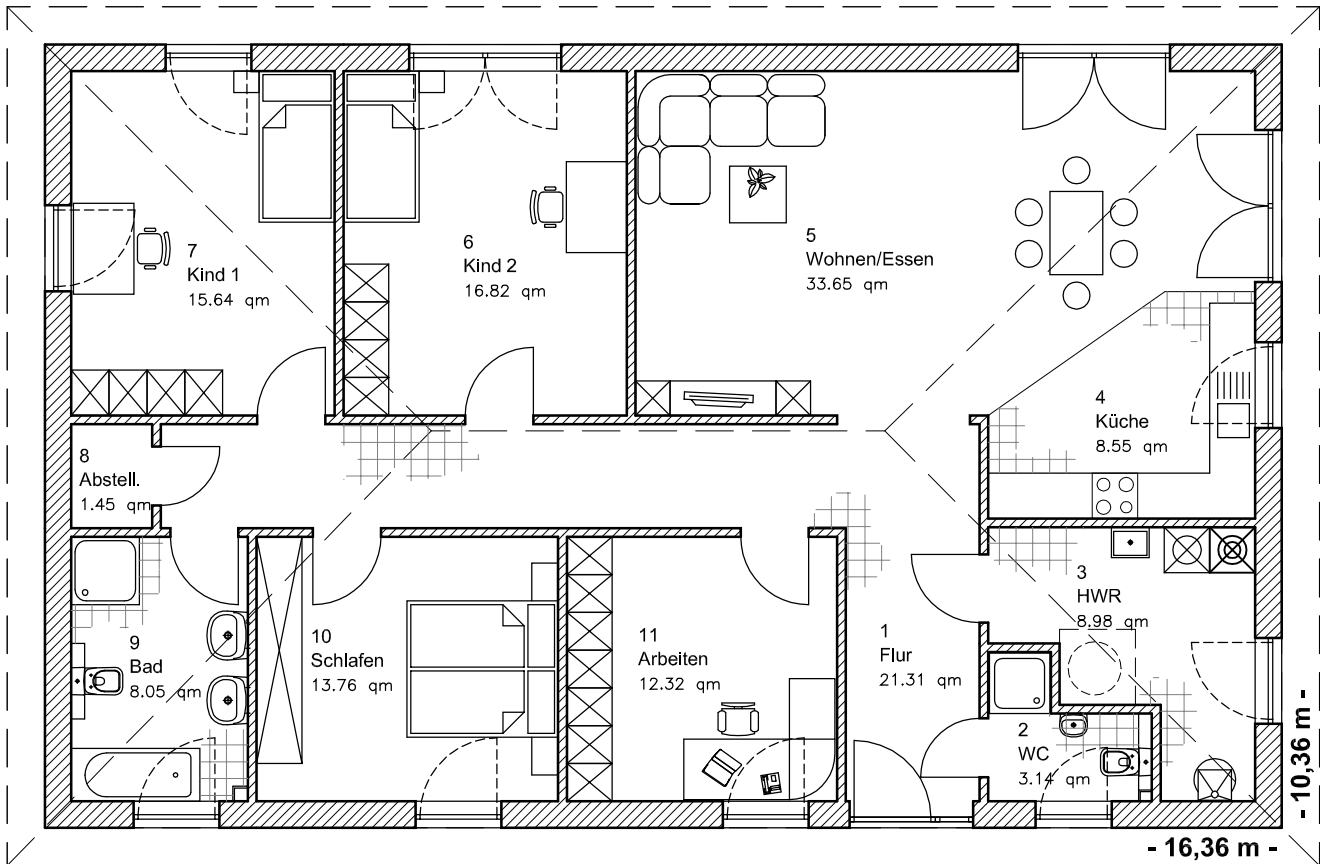 7
Kind 1
15.64 qm
6
Kind 2
16.82 qm
5
Wohnen/Essen
33.65 qm
4
Küche
8.55 qm
8
Abstell.
1.45 qm
9
Bad
8.05 qm
10
Schlafen
13.76 qm
11
Arbeiten
12.32 qm
1
Flur
21.31 qm
3
HWR
8.98 qm
2
WC
3.14 qm
- 10,36 m -
- 16,36 m -